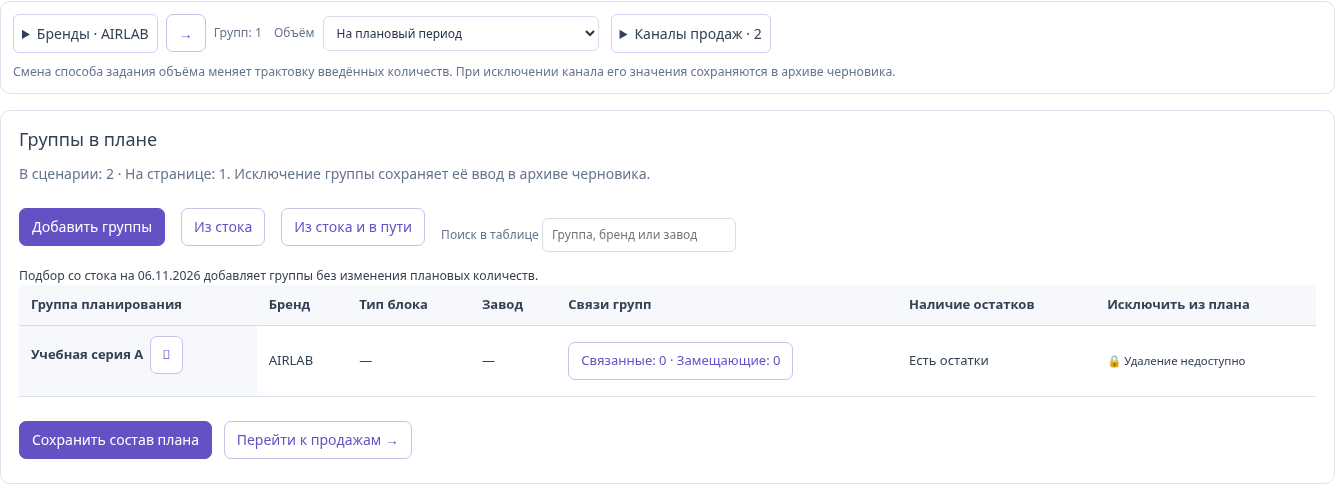 ▶ Бренды · AIRLAB → Групп: 1 Объём На плановый период ▶ Каналы продаж · 2
Смена способа задания объёма меняет трактовку введённых количеств. При исключении канала его значения сохраняются в архиве черновика.
Группы в плане
В сценарии: 2 · На странице: 1. Исключение группы сохраняет её ввод в архиве черновика.
Добавить группы Из стока Из стока и в пути Поиск в таблице Группа, бренд или завод
Подбор со стока на 06.11.2026 добавляет группы без изменения плановых количеств.
Группа планирования Бренд Тип блока Завод Связи групп Наличие остатков Исключить из плана
Учебная серия А AIRLAB — — Связанные: 0 · Замещающие: 0 Есть остатки 🔒 Удаление недоступно
Сохранить состав плана Перейти к продажам →